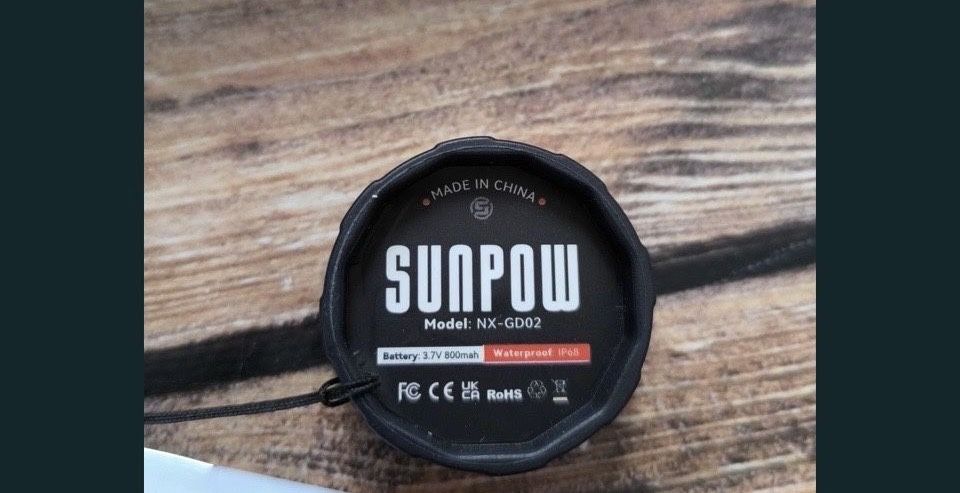 MADE IN CHINA
SUNPOW
Model: NX-GD02
Battery: 3.7V 800mah Waterproof IP68
FC CE UK CA RoHS